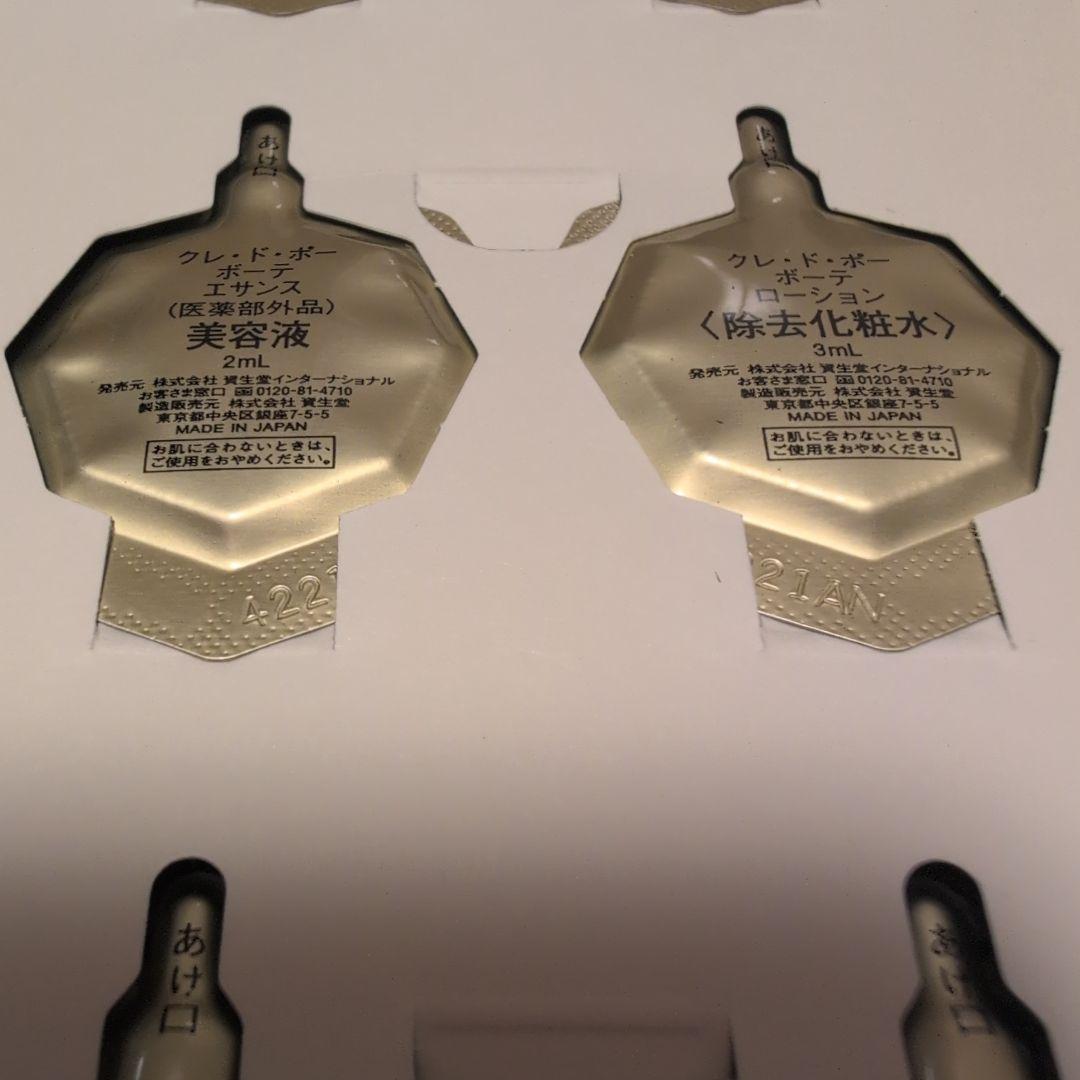 あけ口
クレ・ド・ポー
ボーテ
エサンス
(医薬部外品)
美容液
2mL
発売元 株式会社 資生堂インターナショナル
お客さま窓口 0120-81-4710
製造販売元 株式会社 資生堂
東京都中央区銀座7-5-5
MADE IN JAPAN
お肌に合わないときは、
ご使用をおやめください。
422
あけ口
クレ・ド・ポー
ボーテ
ローション
〈除去化粧水〉
3mL
発売元 株式会社 資生堂インターナショナル
お客さま窓口 0120-81-4710
製造販売元 株式会社 資生堂
東京都中央区銀座7-5-5
MADE IN JAPAN
お肌に合わないときは、
ご使用をおやめください。
21AN
あけ口
あけ口